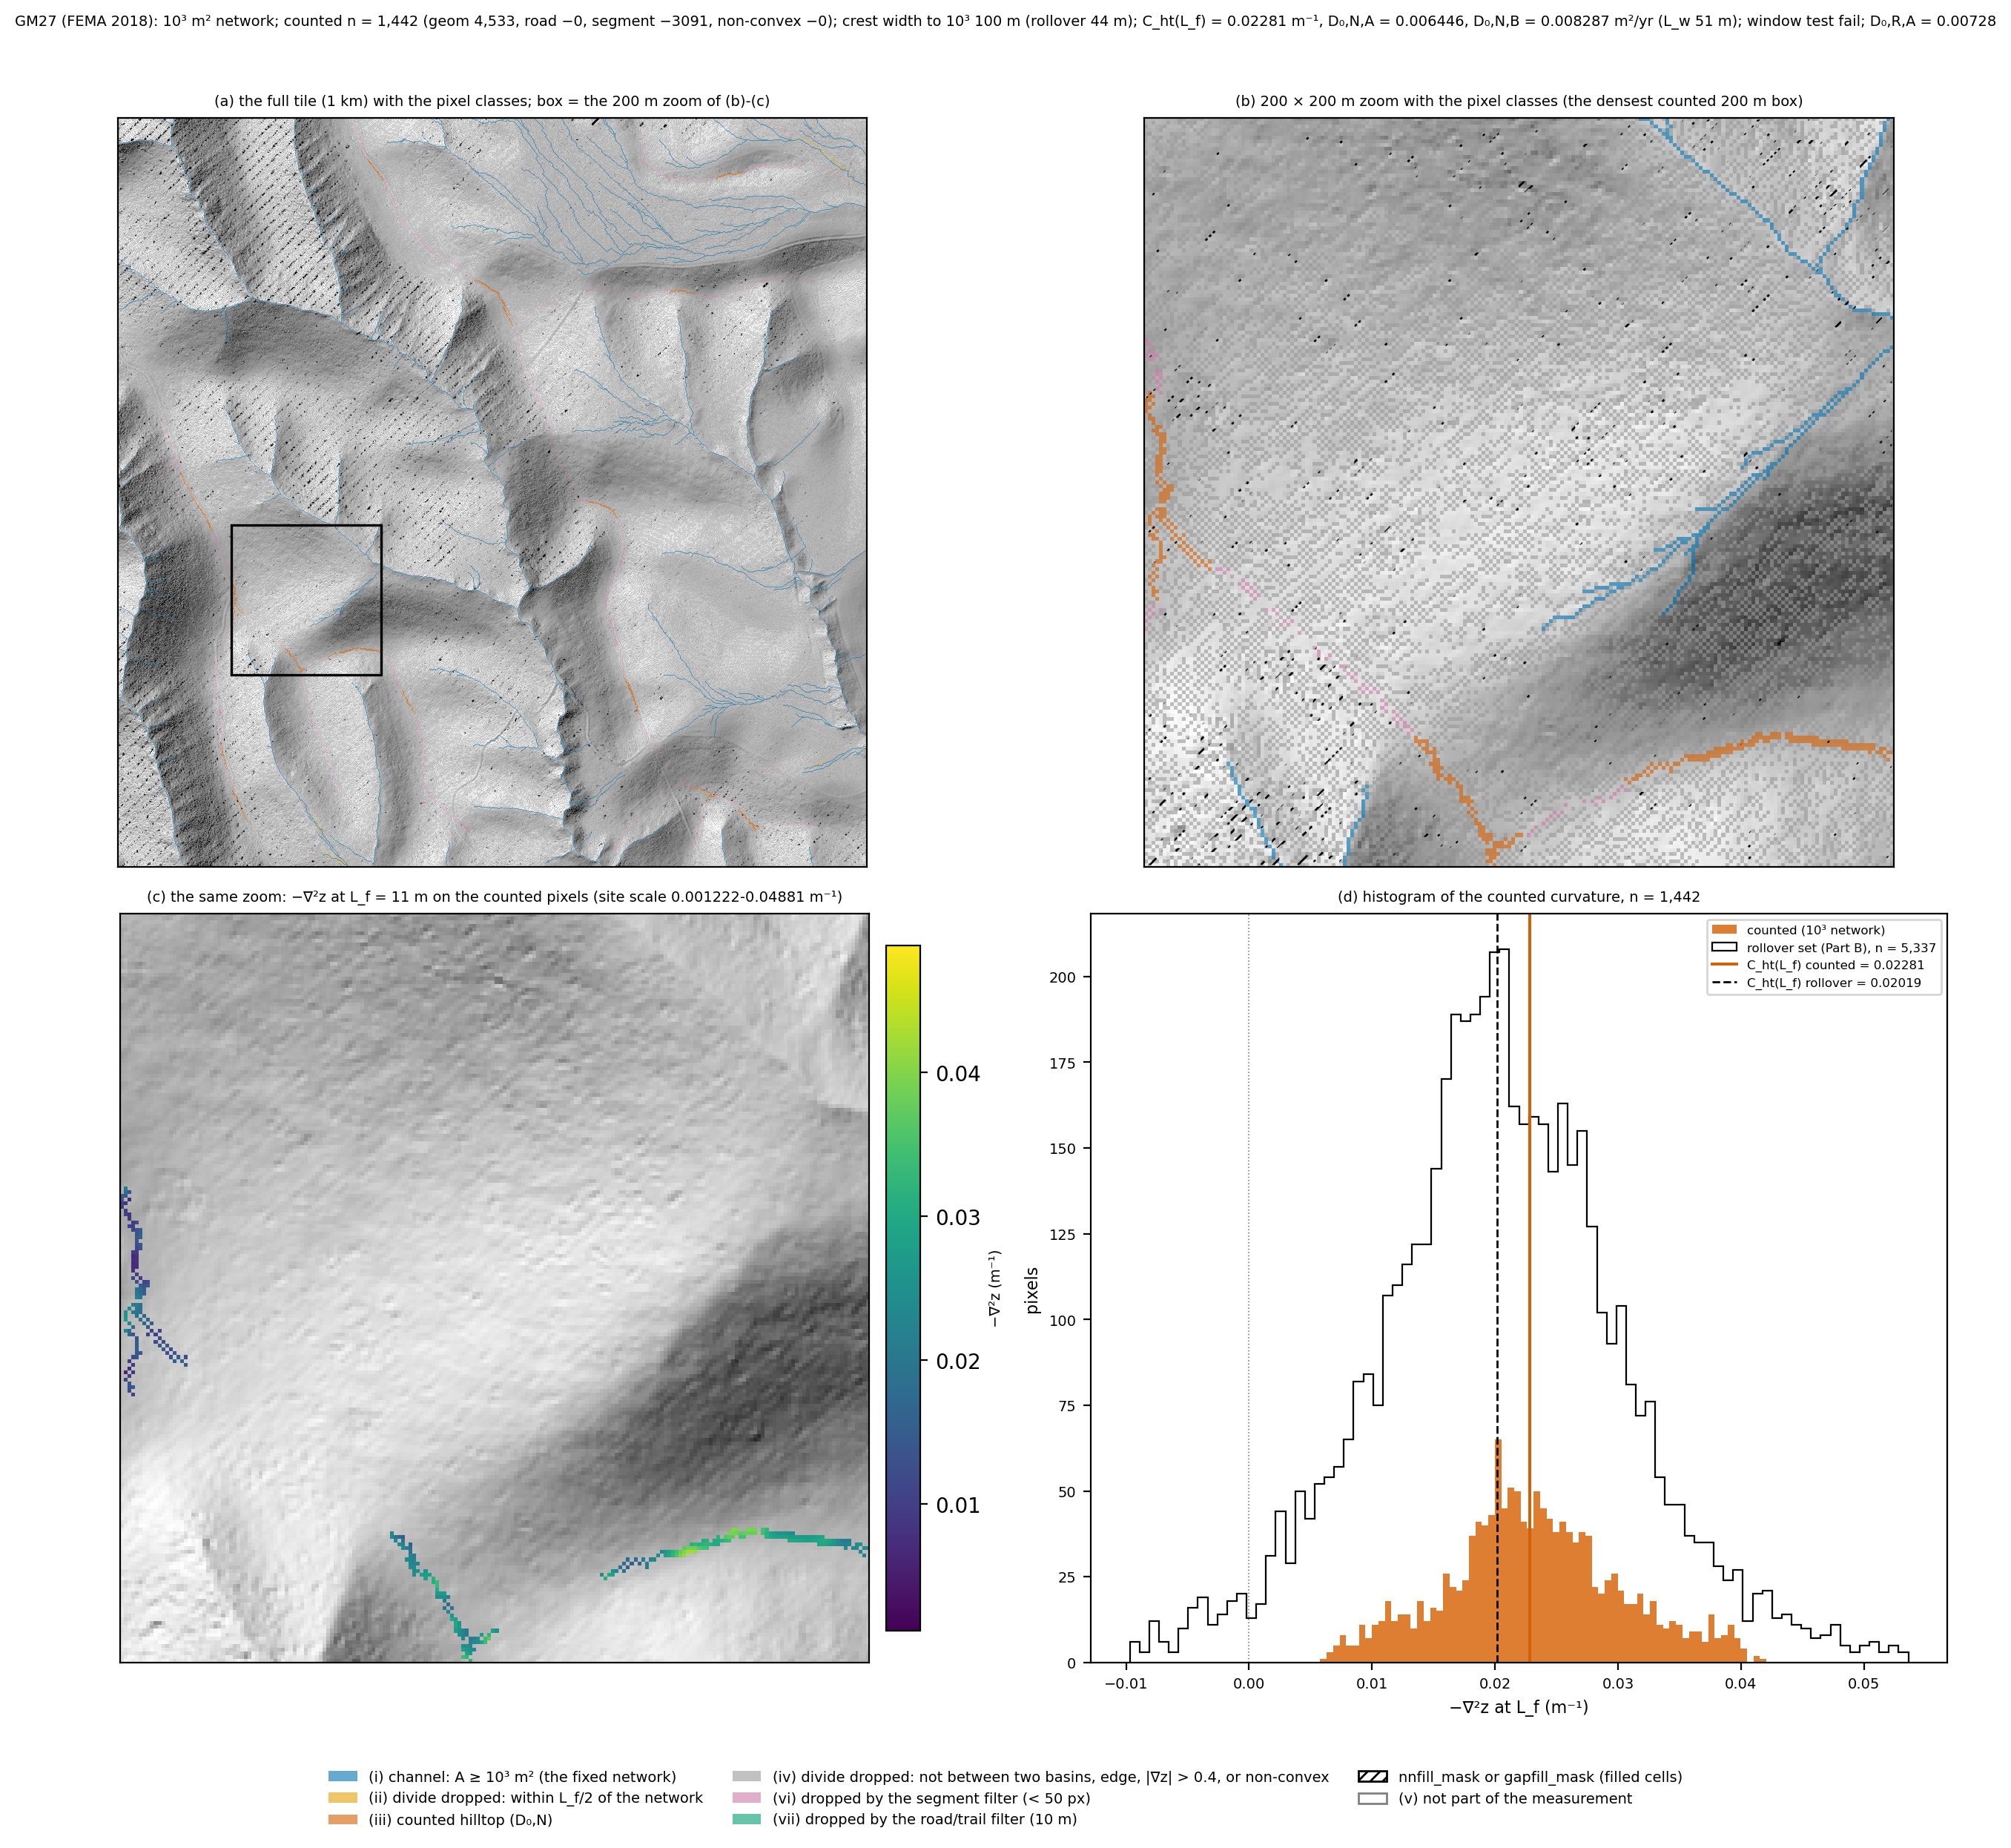 GM27 (FEMA 2018): 10³ m² network; counted n = 1,442 (geom 4,533, road −0, segment −3091, non-convex −0); crest width to 10³ 100 m (rollover 44 m); C_ht(L_f) = 0.02281 m⁻¹, D₀,N,A = 0.006446, D₀,N,B = 0.008287 m²/yr (L_w 51 m); window test fail; D₀,R,A = 0.00728
(a) the full tile (1 km) with the pixel classes; box = the 200 m zoom of (b)-(c)
(b) 200 × 200 m zoom with the pixel classes (the densest counted 200 m box)
(c) the same zoom: −∇²z at L_f = 11 m on the counted pixels (site scale 0.001222-0.04881 m⁻¹)
0.04
0.03
0.02
0.01
−∇²z (m⁻¹)
(d) histogram of the counted curvature, n = 1,442
counted (10³ network)
rollover set (Part B), n = 5,337
C_ht(L_f) counted = 0.02281
C_ht(L_f) rollover = 0.02019
200
175
150
125
100
75
50
25
0
pixels
−0.01
0.00
0.01
0.02
0.03
0.04
0.05
−∇²z at L_f (m⁻¹)
(i) channel: A ≥ 10³ m² (the fixed network)
(ii) divide dropped: within L_f/2 of the network
(iii) counted hilltop (D₀,N)
(iv) divide dropped: not between two basins, edge, |∇z| > 0.4, or non-convex
(vi) dropped by the segment filter (< 50 px)
(vii) dropped by the road/trail filter (10 m)
nnfill_mask or gapfill_mask (filled cells)
(v) not part of the measurement